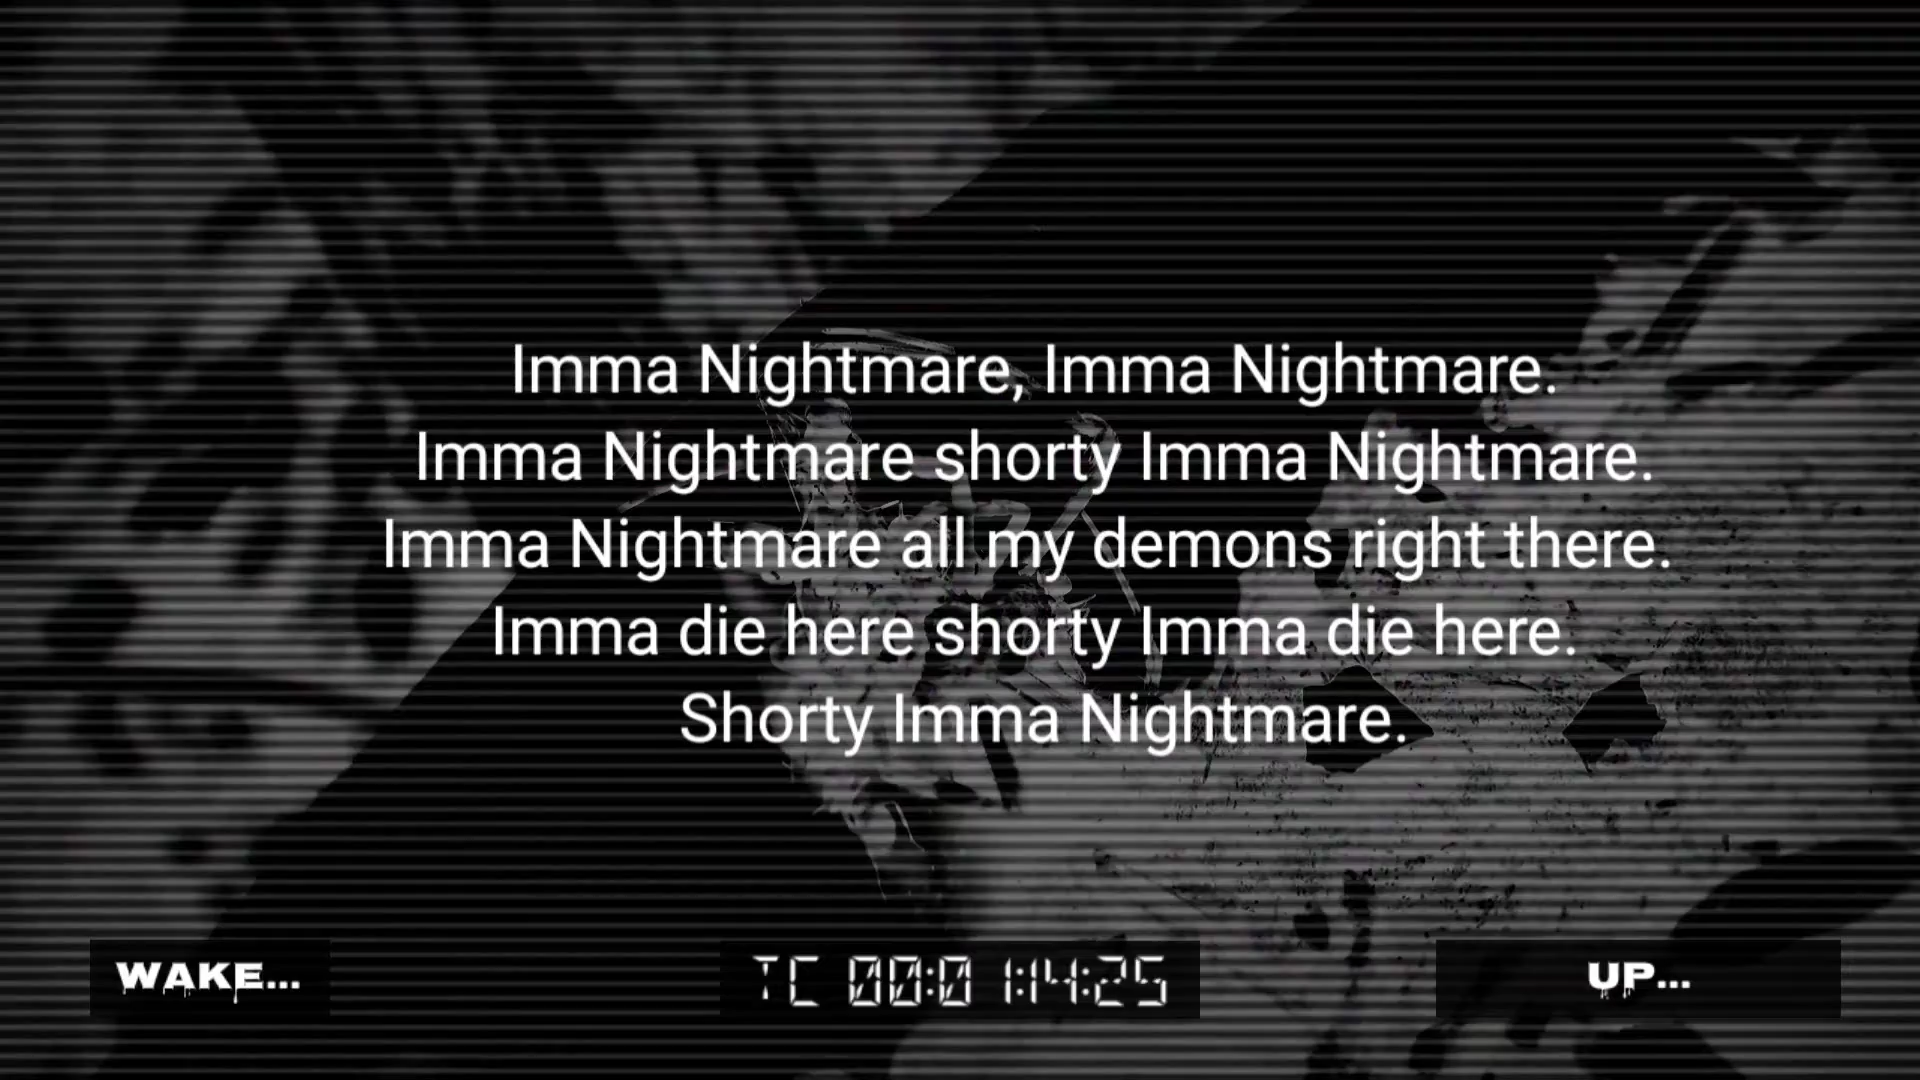 Imma Nightmare, Imma Nightmare.
Imma Nightmare shorty Imma Nightmare.
Imma Nightmare all my demons right there.
Imma die here shorty Imma die here.
Shorty Imma Nightmare.
WAKE...
TC 00:01:14:25
UP...